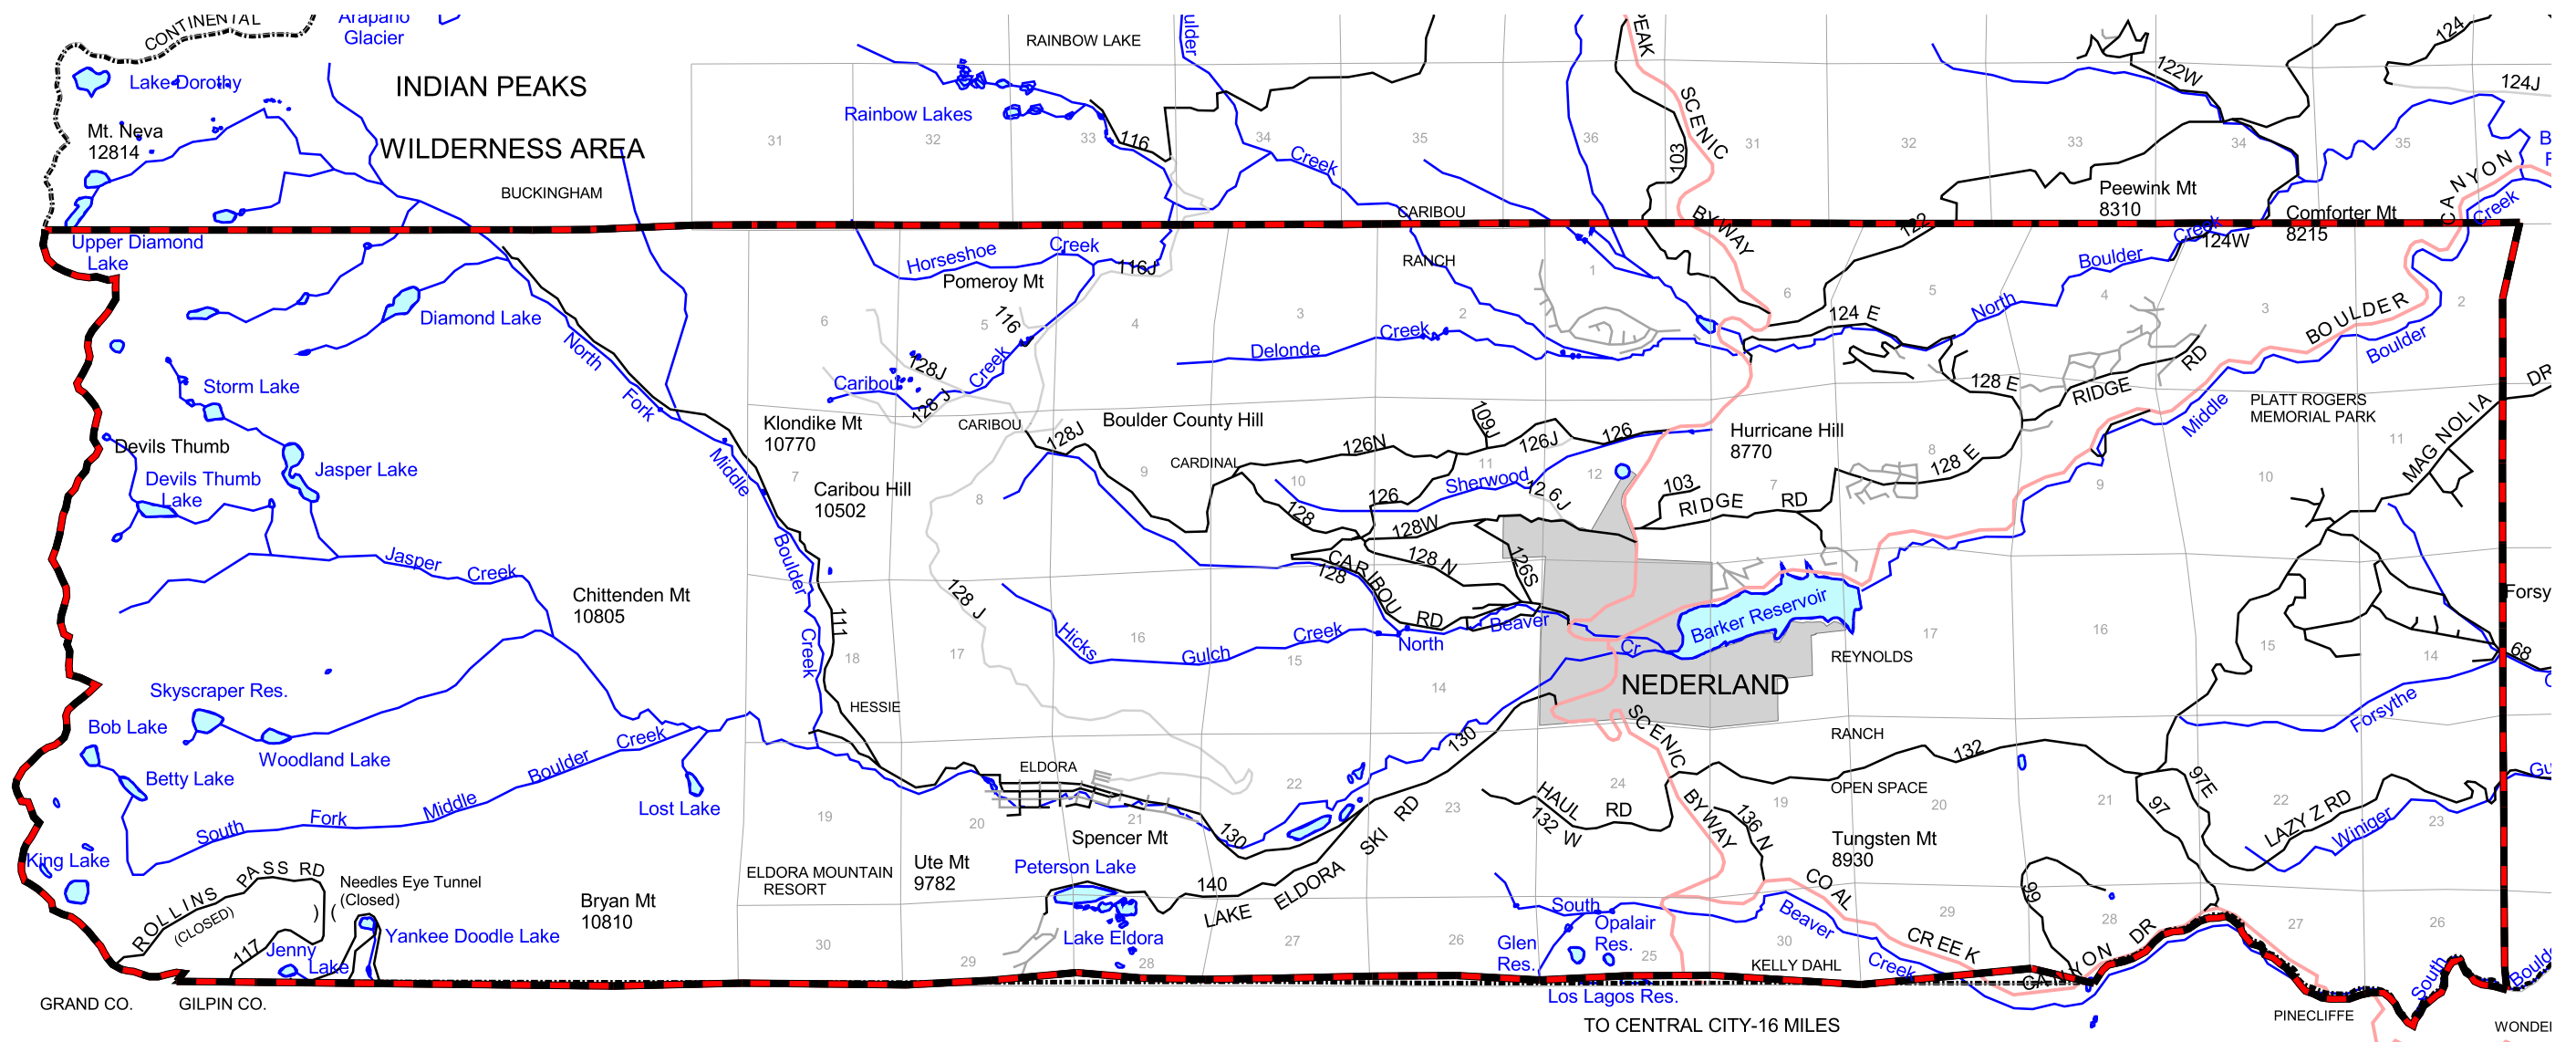 CONTINENTAL
Arapaho
Glacier
Lake Dorothy
INDIAN PEAKS
WILDERNESS AREA
Mt. Neva
12814
BUCKINGHAM
RAINBOW LAKE
Rainbow Lakes
116
31
32
33
34
35
36
31
32
33
34
35
Creek
SCENIC
103
BYWAY
122W
124
124J
Peewink Mt
8310
Comforter Mt
8215
CANYON
Creek
CARIBOU
RANCH
122
124W
Upper Diamond
Lake
Horseshoe
Creek
Pomeroy Mt
116J
Diamond Lake
North
Fork
Middle
Boulder
Creek
6
5
4
3
2
1
6
5
4
3
2
116
128J
128 J
Caribou
Creek
Delonde
Creek
124 E
North
Boulder
Creek
BOULDER
Boulder
Middle
128 E
RIDGE
RD
PLATT ROGERS
MEMORIAL PARK
MAGNOLIA
DR
Storm Lake
Devils Thumb
Devils Thumb
Lake
Jasper Lake
Jasper
Creek
Klondike Mt
10770
CARIBOU
128J
Boulder County Hill
CARDINAL
126N
109J
126J
126
Hurricane Hill
8770
Caribou Hill
10502
7
8
9
10
11
12
7
8
9
10
11
126
Sherwood
12 6J
103
RIDGE
RD
128 E
128
128W
128 N
126S
CARIBOU
RD
128
Chittenden Mt
10805
111
128 J
Hicks
Gulch
Creek
North
Beaver
Cr
Barker Reservoir
18
17
16
15
14
17
16
15
14
REYNOLDS
RANCH
OPEN SPACE
NEDERLAND
68
Forsythe
Skyscraper Res.
Bob Lake
Woodland Lake
Betty Lake
HESSIE
ELDORA
Lost Lake
South
Fork
Middle
Boulder
Creek
130
130
SCENIC
BYWAY
132
97E
97
LAZY Z RD
Winiger
19
20
21
22
23
24
19
20
21
22
23
HAUL
RD
132 W
136 N
Tungsten Mt
8930
Spencer Mt
Ute Mt
9782
ELDORA MOUNTAIN
RESORT
Peterson Lake
Lake Eldora
140
LAKE
ELDORA
SKI
RD
King Lake
ROLLINS
PASS RD
(CLOSED)
Needles Eye Tunnel
(Closed)
)
(
117
Jenny
Lake
Yankee Doodle Lake
Bryan Mt
10810
30
29
28
27
26
25
30
29
28
27
26
South
Beaver
Creek
Opalair
Res.
Glen
Res.
COAL
CREEK
CANYON
DR
99
KELLY DAHL
Los Lagos Res.
GRAND CO.
GILPIN CO.
TO CENTRAL CITY-16 MILES
PINECLIFFE
South